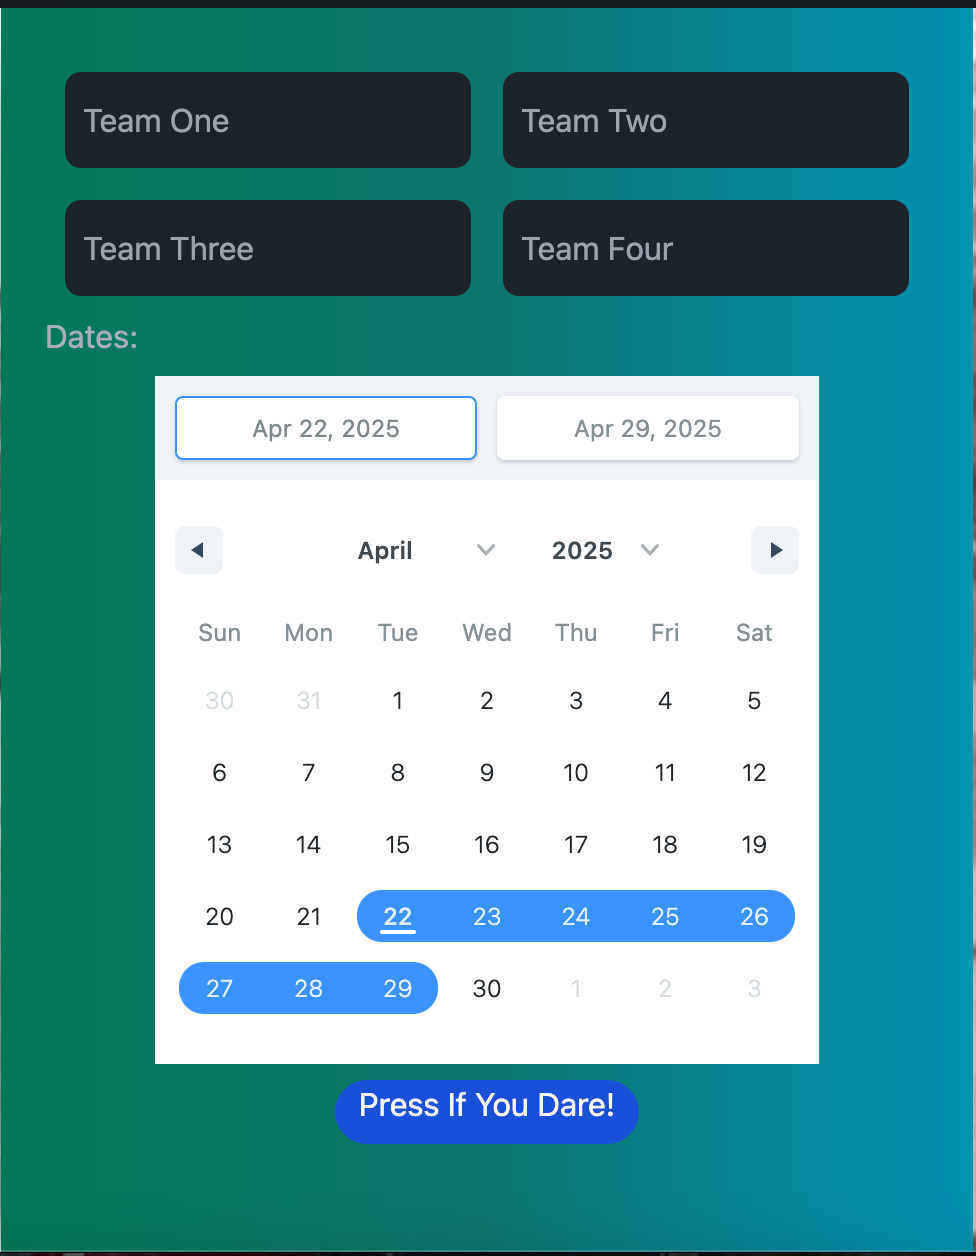 Team One Team Two
Team Three Team Four
Dates:
Apr 22, 2025 Apr 29, 2025
April 2025
Sun Mon Tue Wed Thu Fri Sat
30 31 1 2 3 4 5
6 7 8 9 10 11 12
13 14 15 16 17 18 19
20 21 22 23 24 25 26
27 28 29 30 1 2 3
Press If You Dare!